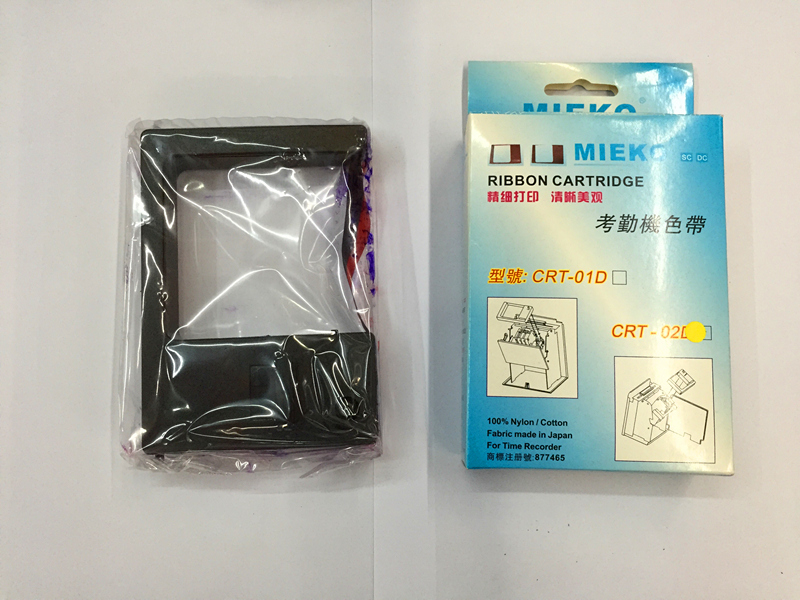 MIEKO
MIEKO SC DC
RIBBON CARTRIDGE
精细打印 清晰美观
考勤機色帶
型號: CRT-01D
CRT-02D
100% Nylon / Cotton
Fabric made in Japan
For Time Recorder
商標注册號:877465